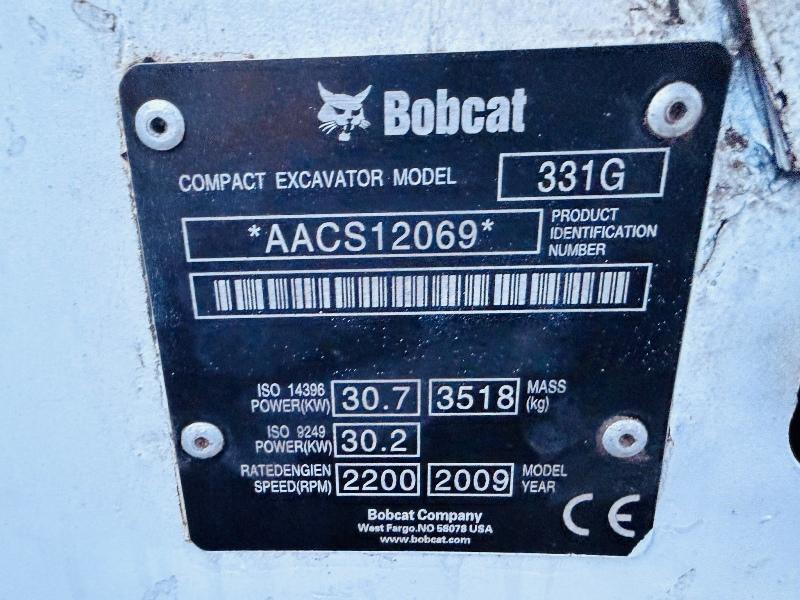 Bobcat
COMPACT EXCAVATOR MODEL 331G
*AACS12069* PRODUCT IDENTIFICATION NUMBER
ISO 14396 POWER(KW) 30.7 3518 MASS (kg)
ISO 9249 POWER(KW) 30.2
RATEDENGIEN SPEED(RPM) 2200 2009 MODEL YEAR
Bobcat Company
West Fargo.NO 58078 USA
www.bobcat.com
CE